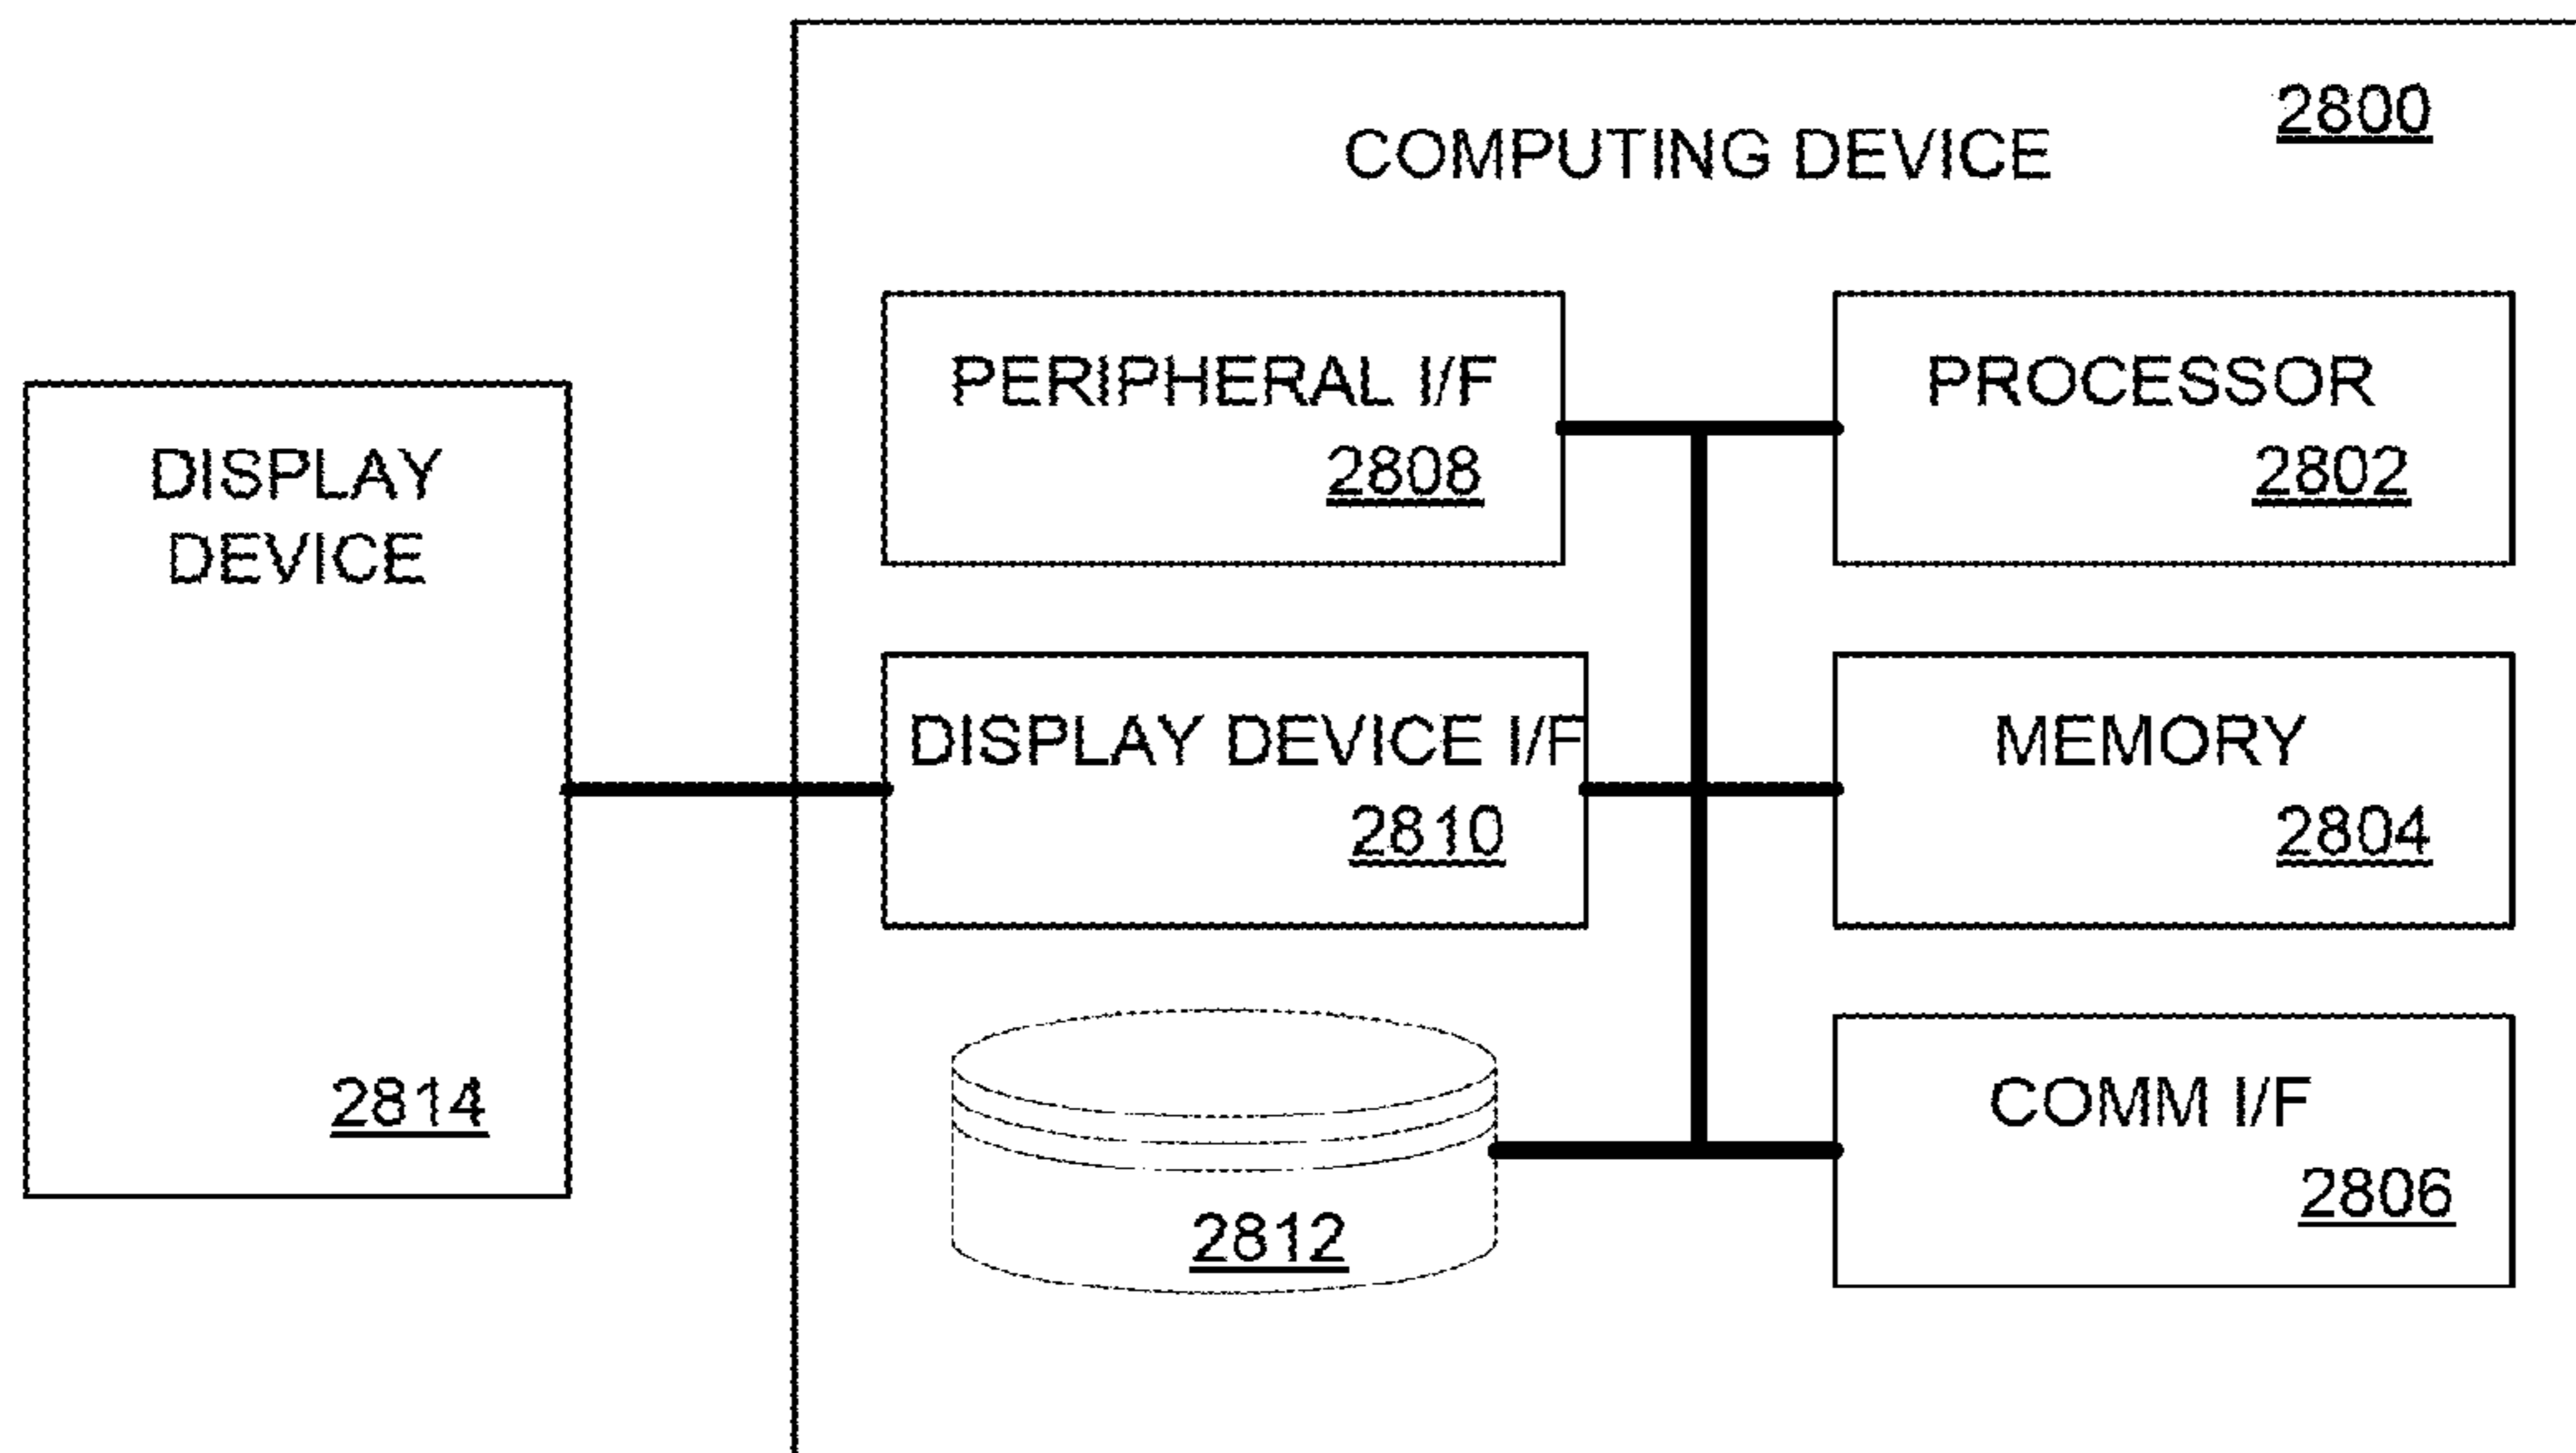 2800
COMPUTING DEVICE
PERIPHERAL I/F
2808
PROCESSOR
2802
DISPLAY
DEVICE
2814
DISPLAY DEVICE I/F
2810
MEMORY
2804
2812
COMM I/F
2806